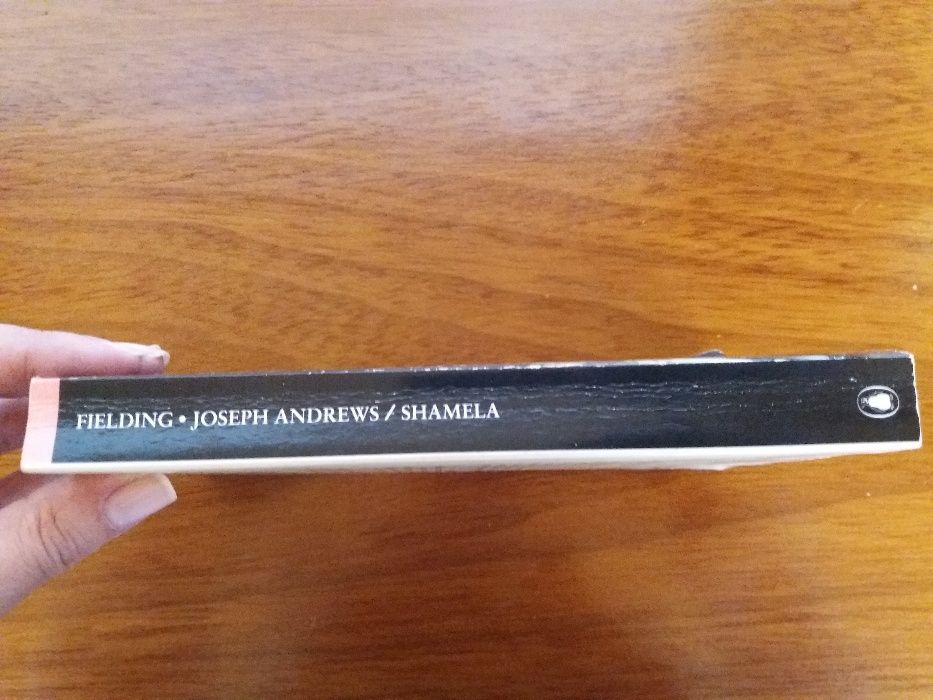 FIELDING • JOSEPH ANDREWS / SHAMELA